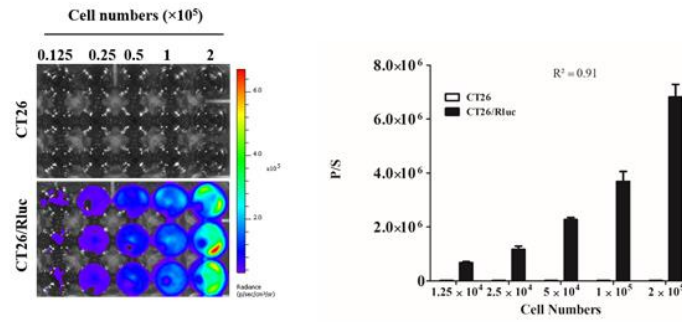 Cell numbers (×10⁵)
0.125 0.25 0.5 1 2
CT26
CT26/Rluc
6.0
4.0
×10⁵
2.0
Radiance
(p/sec/cm²/sr)
R² = 0.91
CT26
CT26/Rluc
P/S
8.0×10⁶
6.0×10⁶
4.0×10⁶
2.0×10⁶
0
1.25 × 10⁴ 2.5 × 10⁴ 5 × 10⁴ 1 × 10⁵ 2 × 10⁵
Cell Numbers